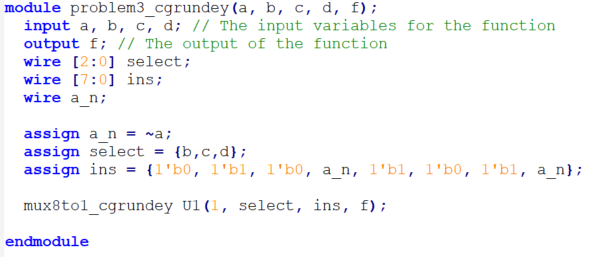 module problem3_cgrundey(a, b, c, d, f);
input a, b, c, d; // The input variables for the function
output f; // The output of the function
wire [2:0] select;
wire [7:0] ins;
wire a_n;
assign a_n = ~a;
assign select = {b,c,d};
assign ins = {1'b0, 1'b1, 1'b0, a_n, 1'b1, 1'b0, 1'b1, a_n};
mux8to1_cgrundey U1(1, select, ins, f);
endmodule